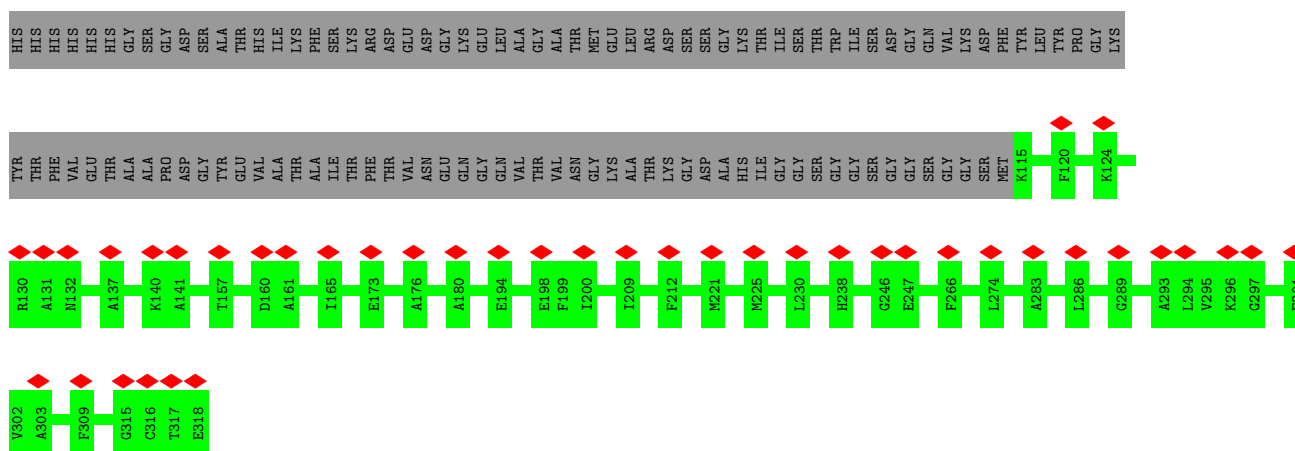 HIS HIS HIS HIS HIS HIS GLY SER GLY ASP SER ALA THR HIS ILE LYS PHE SER LYS ARG ASP GLU ASP GLY LYS GLU LEU ALA GLY ALA THR MET GLU LEU ARG ASP SER SER GLY LYS THR ILE SER THR TRP ILE SER ASP GLY GLN VAL LYS ASP PHE TYR LEU TYR PRO GLY LYS
TYR THR PHE VAL GLU THR ALA ALA PRO ASP GLY TYR GLU VAL ALA THR ALA ILE THR PHE THR VAL ASN GLU GLN GLY GLN VAL THR VAL ASN GLY LYS ALA THR LYS GLY ASP ALA HIS ILE GLY GLY SER GLY GLY SER GLY GLY SER GLY GLY SER MET K115 F120 K124
R130 A131 N132 A137 K140 A141 T157 D160 A161 I165 E173 A176 A180 E194 E198 F199 I200 I209 F212 M221 M225 L230 H238 G246 E247 F266 L274 A283 L286 G289 A293 L294 V295 K296 G297
V302 A303 F309 G315 C316 T317 E318